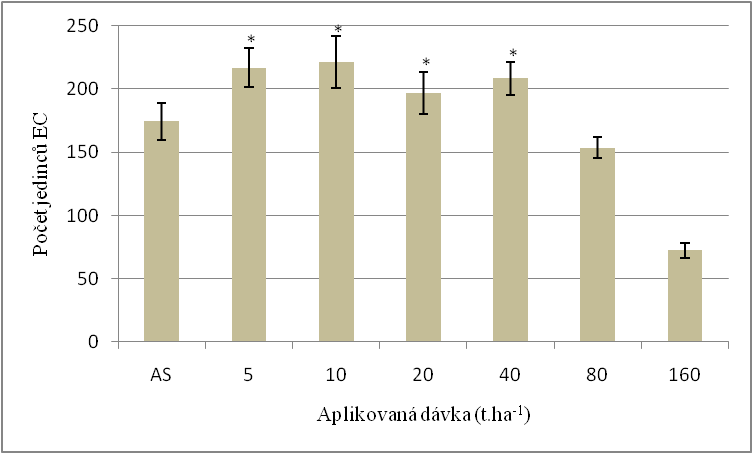 250
200
150
100
50
0
* * * *
Počet jedinců EC
AS 5 10 20 40 80 160
Aplikovaná dávka (t.ha⁻¹)